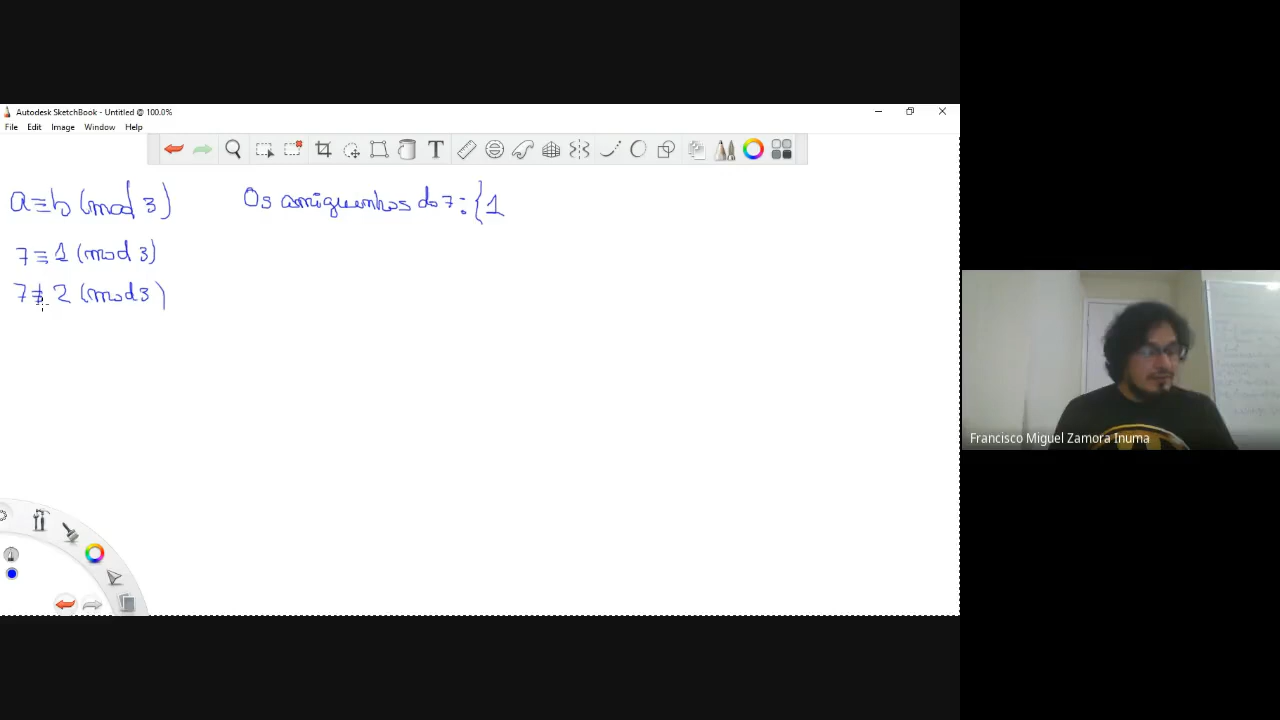 Autodesk SketchBook - Untitled @ 100.0%
File Edit Image Window Help
a≡b (mod 3) Os amiguinhos do 7: {1
7≡1 (mod 3)
7≢2 (mod 3)
Francisco Miguel Zamora Inuma